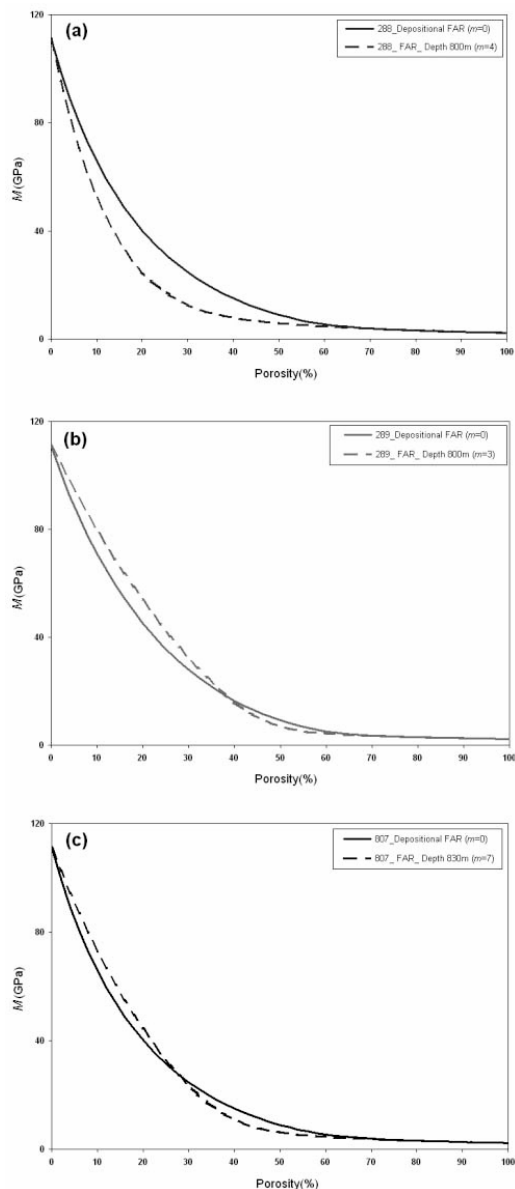 (a)
288_Depositional FAR (m=0)
288_ FAR_ Depth 800m (m=4)
120
80
40
0
M (GPa)
0 10 20 30 40 50 60 70 80 90 100
Porosity(%)
(b)
289_Depositional FAR (m=0)
289_ FAR_ Depth 800m (m=3)
120
80
40
0
M (GPa)
0 10 20 30 40 50 60 70 80 90 100
Porosity(%)
(c)
807_Depositional FAR (m=0)
807_ FAR_ Depth 830m (m=7)
120
80
40
0
M (GPa)
0 10 20 30 40 50 60 70 80 90 100
Porosity(%)